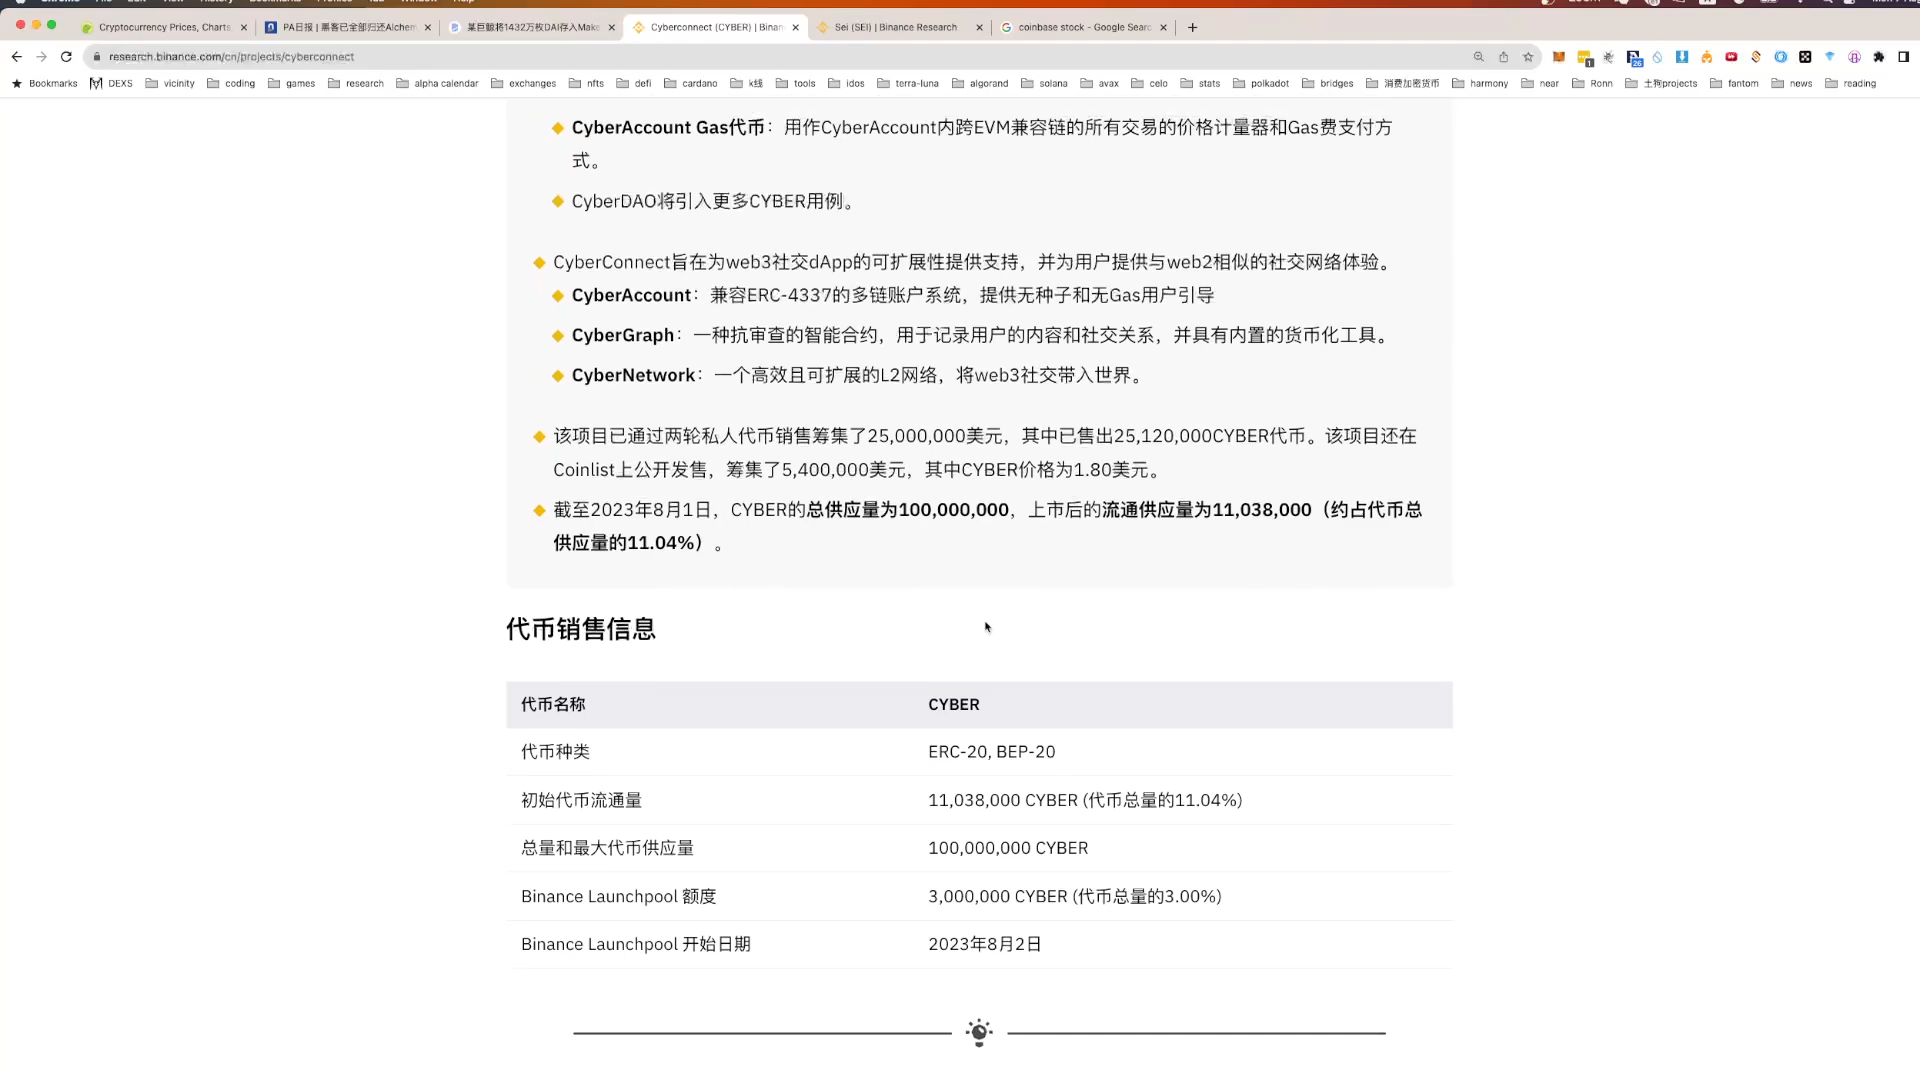 Cryptocurrency Prices, Charts
PA日报 | 黑客已全部归还Alchem
某巨鲸将1432万枚DAI存入Make
Cyberconnect (CYBER) | Binan
Sei (SEI) | Binance Research
coinbase stock - Google Searc
research.binance.com/cn/projects/cyberconnect
Bookmarks DEXS vicinity coding games research alpha calendar exchanges nfts defi cardano k线 tools idos terra-luna algorand solana avax celo stats polkadot bridges 消费加密货币 harmony near Ronn 土狗projects fantom news reading
CyberAccount Gas代币：用作CyberAccount内跨EVM兼容链的所有交易的价格计量器和Gas费支付方
式。
CyberDAO将引入更多CYBER用例。
CyberConnect旨在为web3社交dApp的可扩展性提供支持，并为用户提供与web2相似的社交网络体验。
CyberAccount：兼容ERC-4337的多链账户系统，提供无种子和无Gas用户引导
CyberGraph：一种抗审查的智能合约，用于记录用户的内容和社交关系，并具有内置的货币化工具。
CyberNetwork：一个高效且可扩展的L2网络，将web3社交带入世界。
该项目已通过两轮私人代币销售筹集了25,000,000美元，其中已售出25,120,000CYBER代币。该项目还在
Coinlist上公开发售，筹集了5,400,000美元，其中CYBER价格为1.80美元。
截至2023年8月1日，CYBER的总供应量为100,000,000，上市后的流通供应量为11,038,000（约占代币总
供应量的11.04%）。
代币销售信息
代币名称 CYBER
代币种类 ERC-20, BEP-20
初始代币流通量 11,038,000 CYBER (代币总量的11.04%)
总量和最大代币供应量 100,000,000 CYBER
Binance Launchpool 额度 3,000,000 CYBER (代币总量的3.00%)
Binance Launchpool 开始日期 2023年8月2日